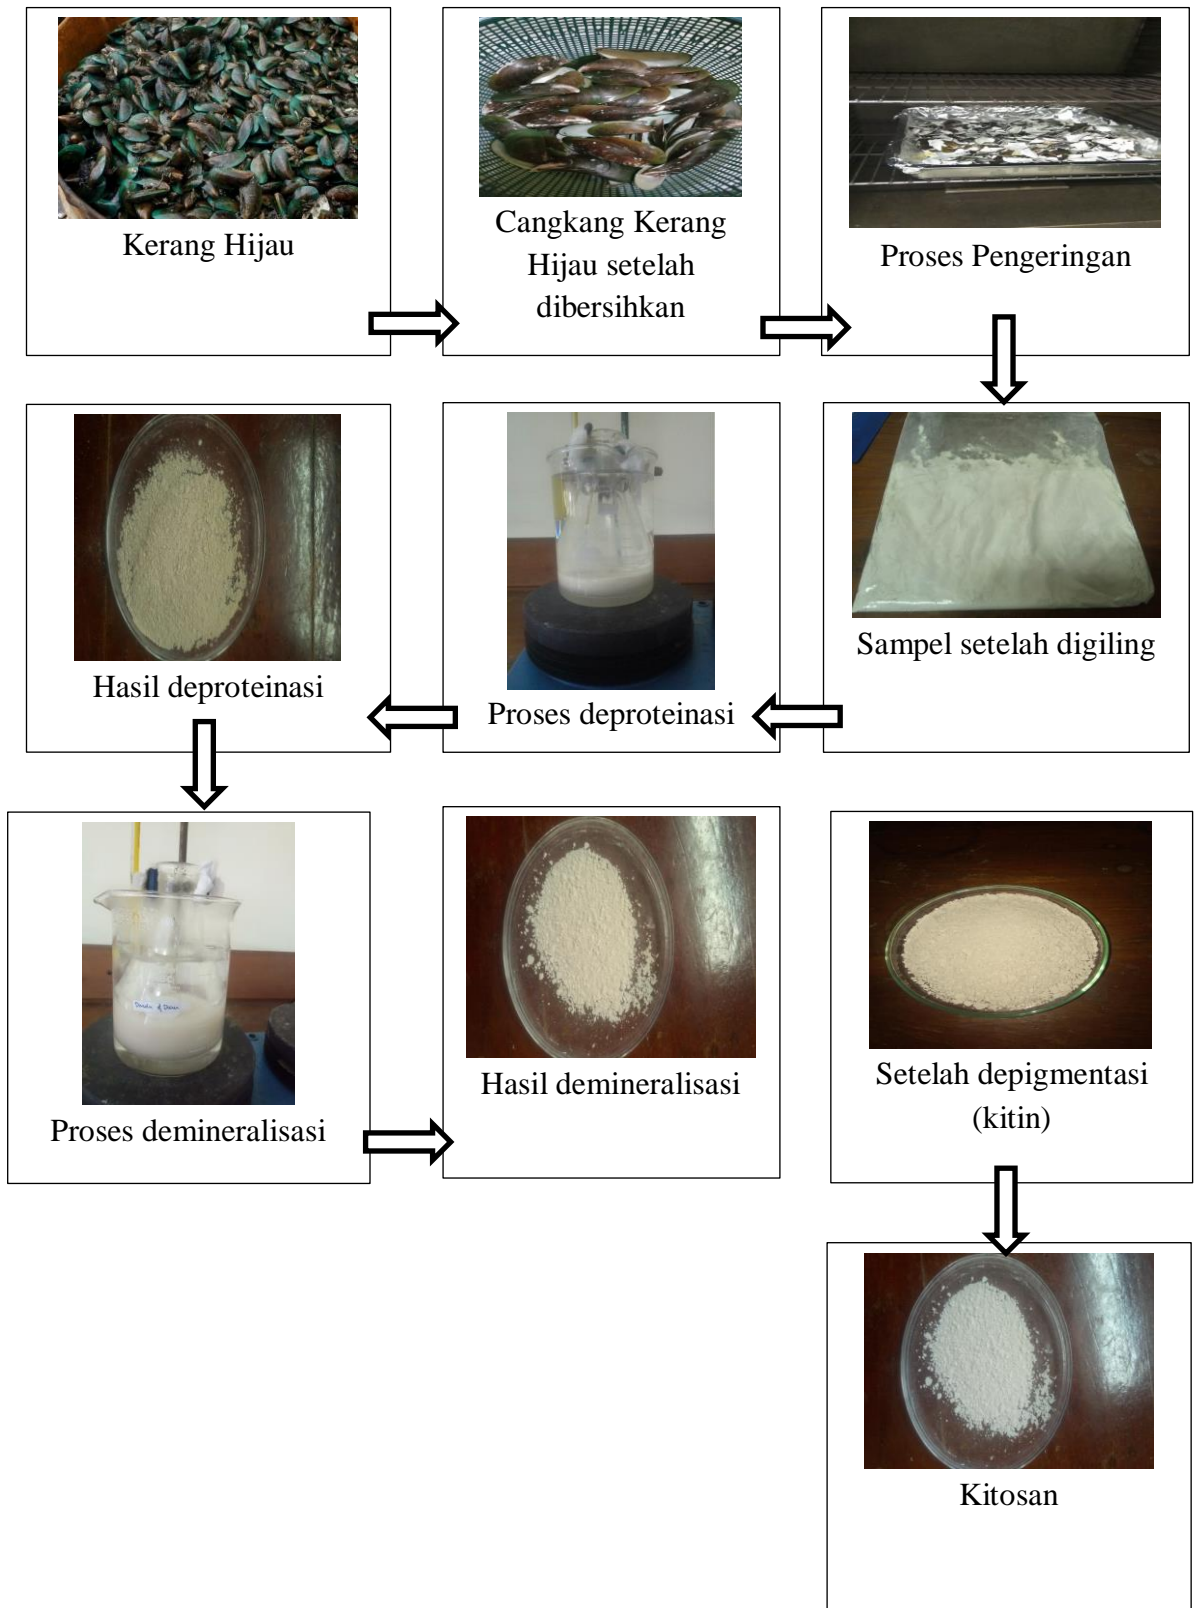 Kerang Hijau
Cangkang Kerang
Hijau setelah
dibersihkan
Proses Pengeringan
Sampel setelah digiling
Proses deproteinasi
Hasil deproteinasi
Proses demineralisasi
Hasil demineralisasi
Setelah depigmentasi
(kitin)
Kitosan